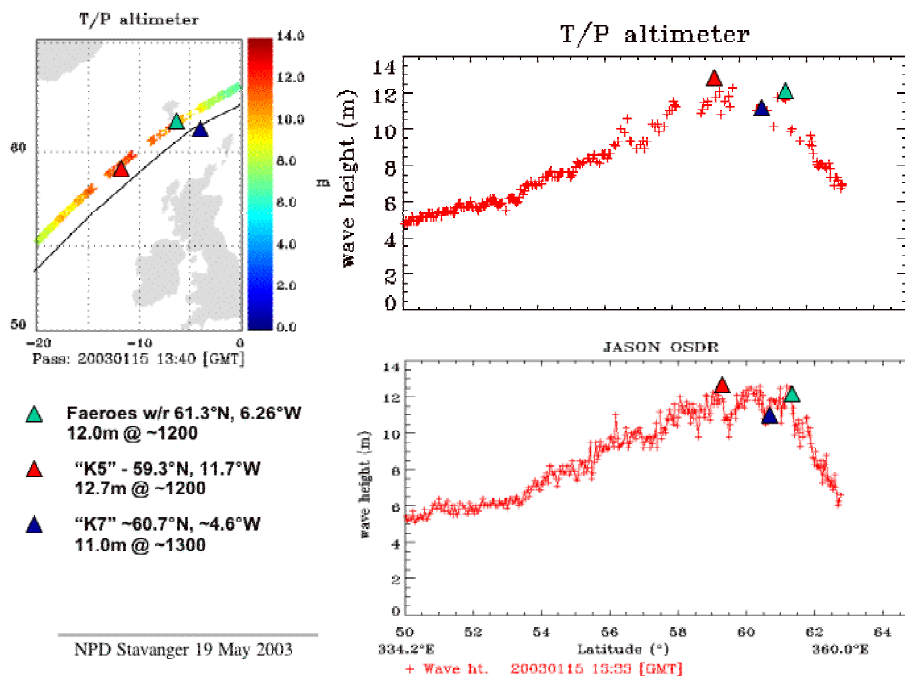 T/P altimeter
14.0
12.0
10.0
8.0
6.0
4.0
2.0
0.0
m
60
50
-20 -10 0
Pass: 20030115 13:40 [GMT]
Faeroes w/r 61.3°N, 6.26°W
12.0m @ ~1200
“K5” - 59.3°N, 11.7°W
12.7m @ ~1200
“K7” ~60.7°N, ~4.6°W
11.0m @ ~1300
NPD Stavanger 19 May 2003
T/P altimeter
wave height (m)
14
12
10
8
6
4
2
0
JASON OSDR
wave height (m)
14
12
10
8
6
4
2
0
50 52 54 56 58 60 62 64
334.2°E Latitude (°) 360.0°E
+ Wave ht. 20030115 13:33 [GMT]